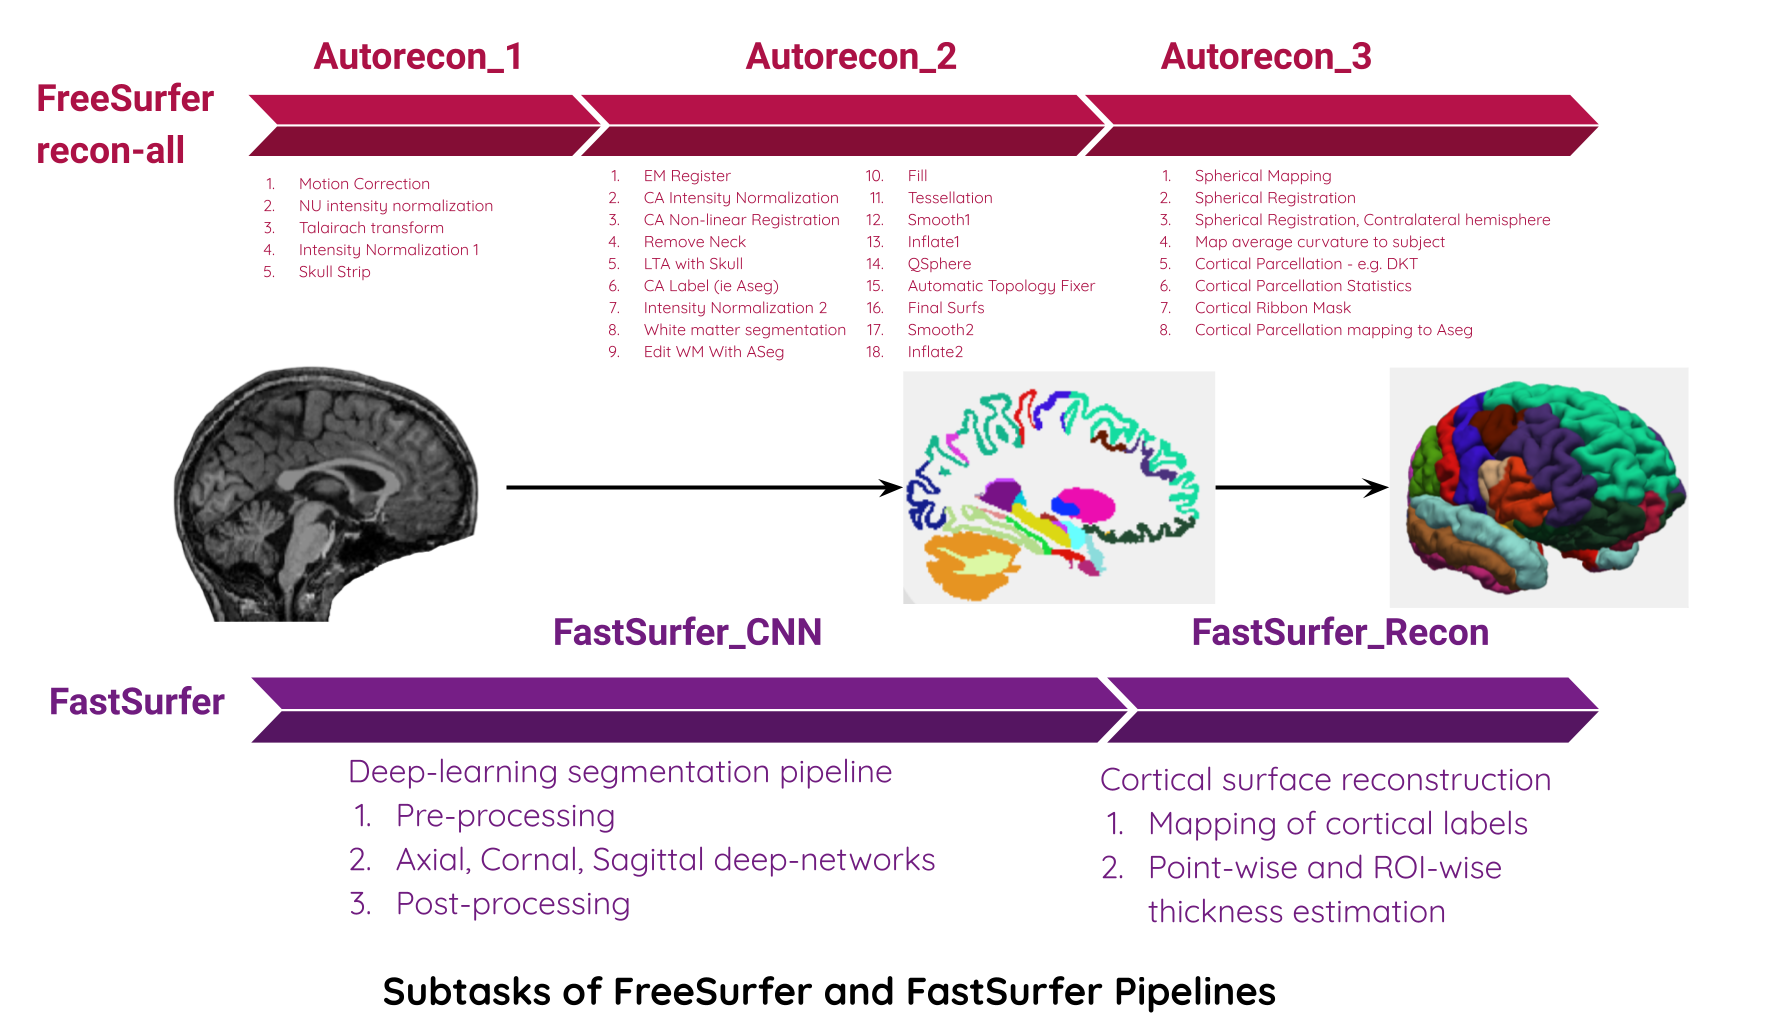 Autorecon_1
Autorecon_2
Autorecon_3
FreeSurfer
recon-all
1. Motion Correction
2. NU intensity normalization
3. Talairach transform
4. Intensity Normalization 1
5. Skull Strip
1. EM Register
2. CA Intensity Normalization
3. CA Non-linear Registration
4. Remove Neck
5. LTA with Skull
6. CA Label (ie Aseg)
7. Intensity Normalization 2
8. White matter segmentation
9. Edit WM With ASeg
10. Fill
11. Tessellation
12. Smooth1
13. Inflate1
14. QSphere
15. Automatic Topology Fixer
16. Final Surfs
17. Smooth2
18. Inflate2
1. Spherical Mapping
2. Spherical Registration
3. Spherical Registration, Contralateral hemisphere
4. Map average curvature to subject
5. Cortical Parcellation - e.g. DKT
6. Cortical Parcellation Statistics
7. Cortical Ribbon Mask
8. Cortical Parcellation mapping to Aseg
FastSurfer_CNN
FastSurfer_Recon
FastSurfer
Deep-learning segmentation pipeline
1. Pre-processing
2. Axial, Cornal, Sagittal deep-networks
3. Post-processing
Cortical surface reconstruction
1. Mapping of cortical labels
2. Point-wise and ROI-wise
thickness estimation
Subtasks of FreeSurfer and FastSurfer Pipelines